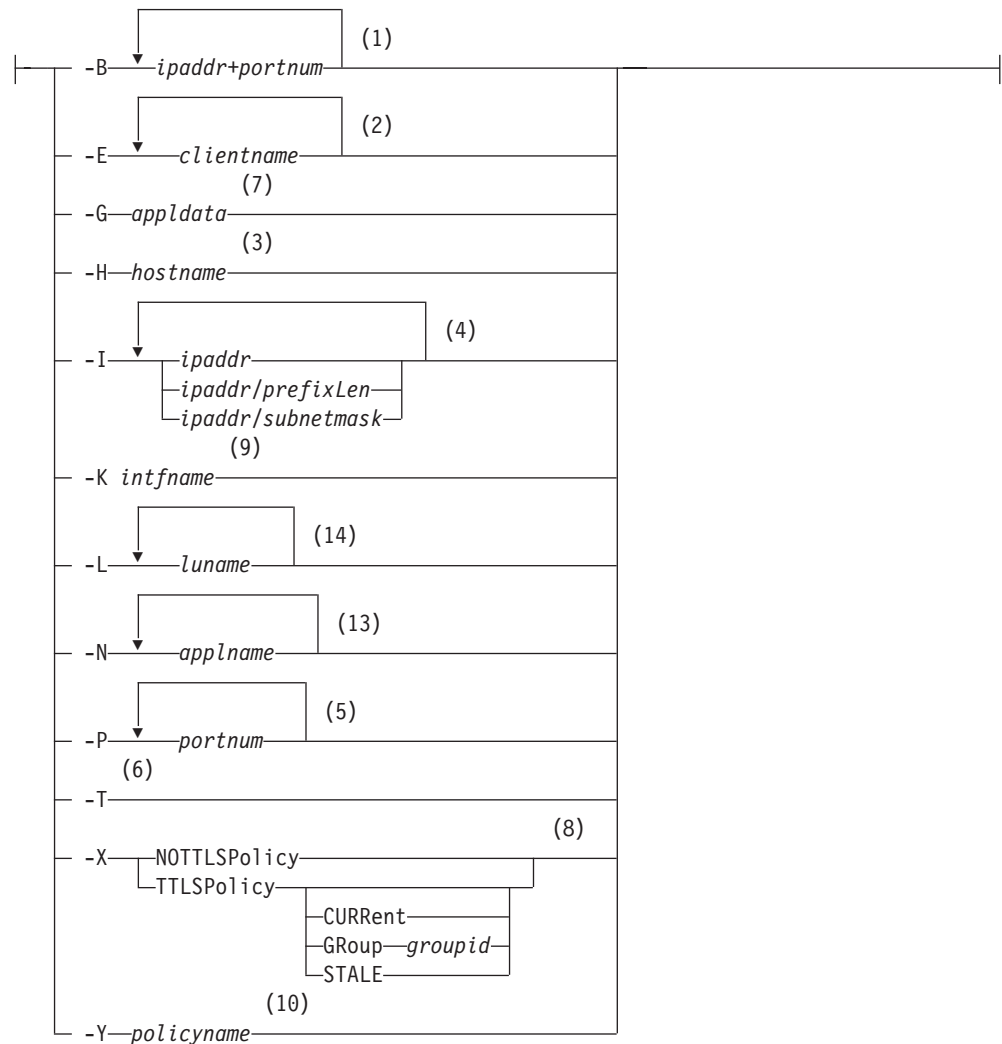 (1)
-B ipaddr+portnum
(2)
-E clientname
(7)
-G appldata
(3)
-H hostname
(4)
-I ipaddr
ipaddr/prefixLen
ipaddr/subnetmask
(9)
-K intfname
(14)
-L luname
(13)
-N applname
(5)
-P portnum
(6)
-T
(8)
-X NOTTLSPolicy
TTLSPolicy
CURRent
GRoup groupid
STALE
(10)
-Y policyname